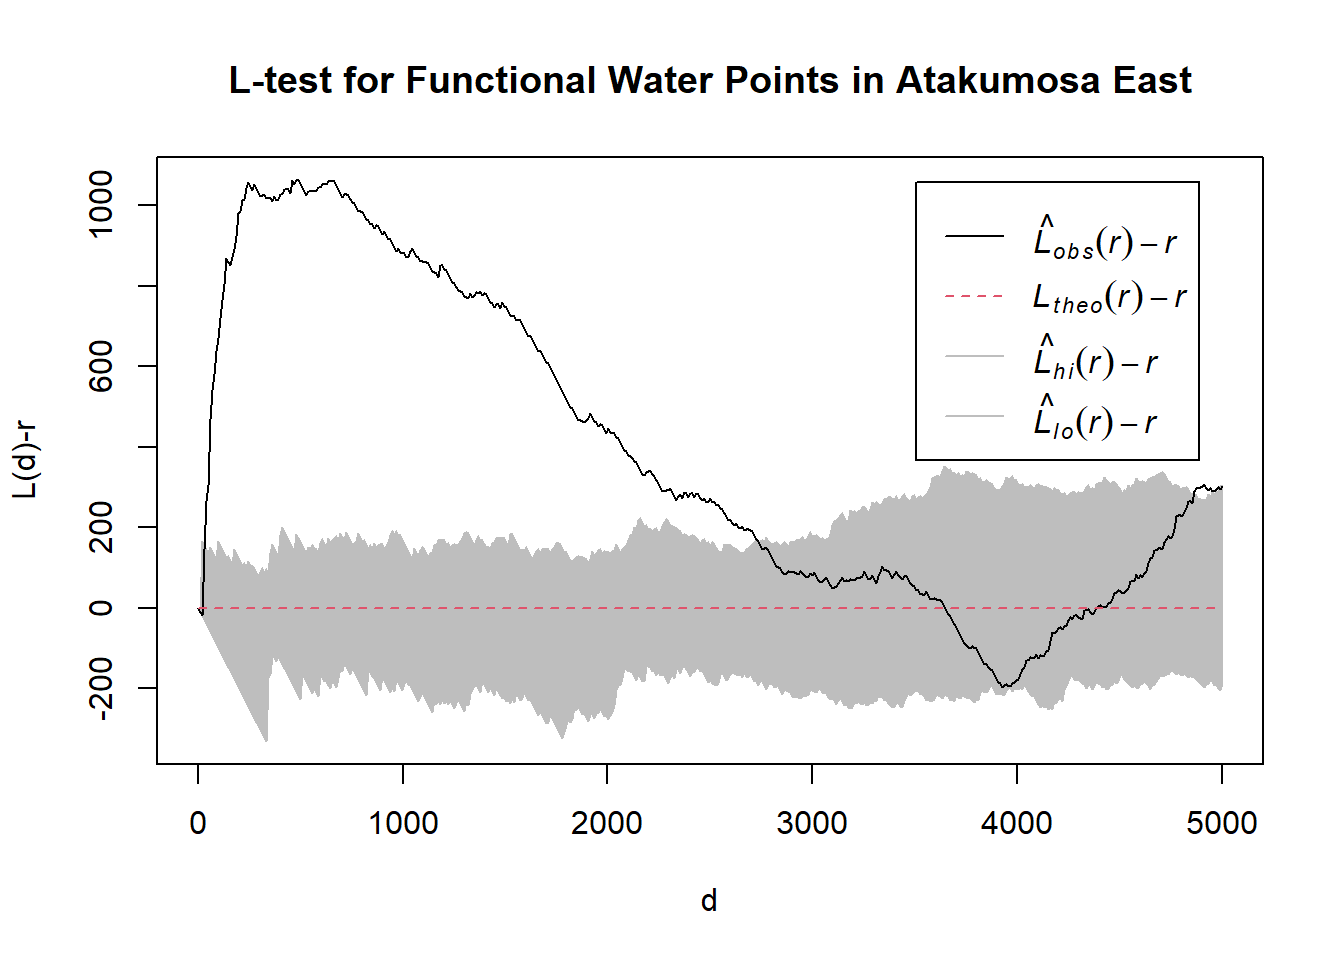 L-test for Functional Water Points in Atakumosa East
L̂obs(r) − r
Ltheo(r) − r
L̂hi(r) − r
L̂lo(r) − r
L(d)-r
1000
600
200
0
-200
0 1000 2000 3000 4000 5000
d